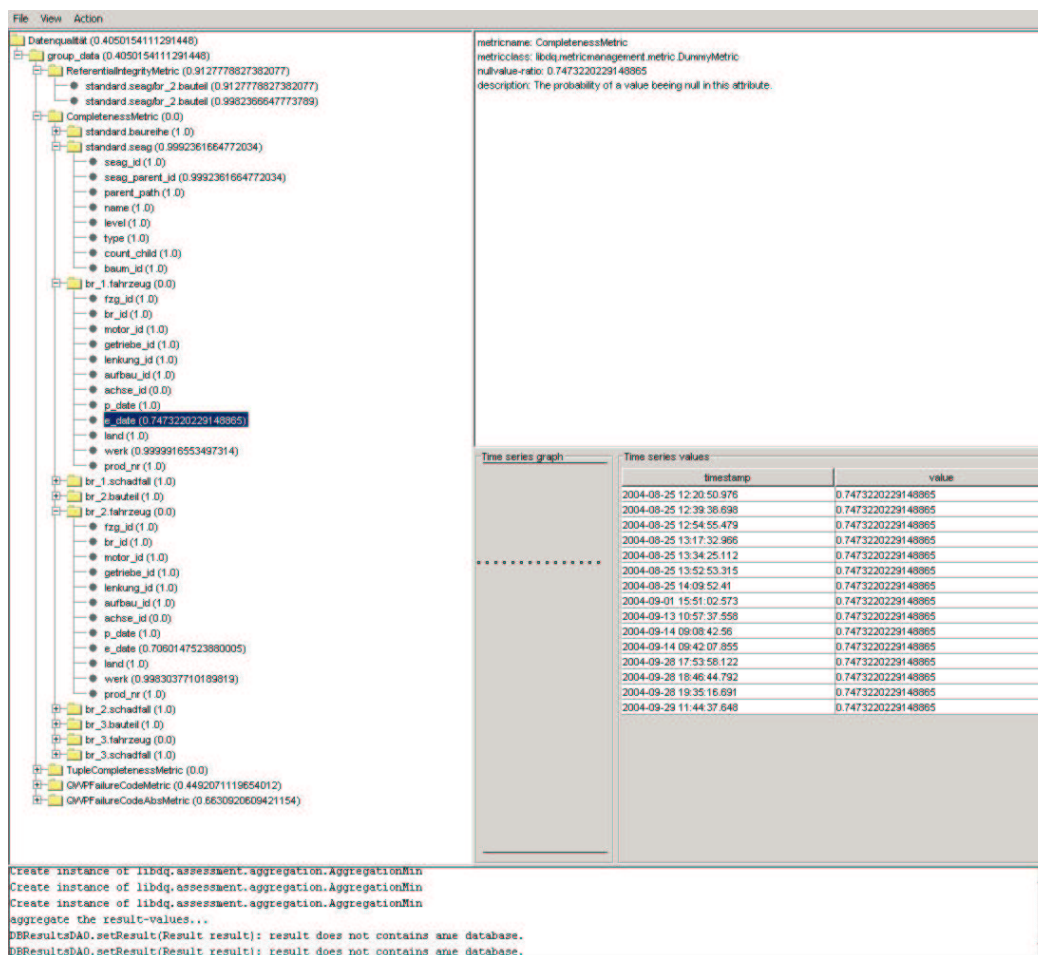 File View Action
Datenqualität (0.4050154111291448)
group_data (0.4050154111291448)
ReferentialIntegrityMetric (0.9127778827382077)
standard.seag/br_2.bauteil (0.9127778827382077)
standard.seag/br_2.bauteil (0.9982366647773789)
CompletenessMetric (0.0)
standard.baureihe (1.0)
standard.seag (0.9992361664772034)
seag_id (1.0)
seag_parent_id (0.9992361664772034)
parent_path (1.0)
name (1.0)
level (1.0)
type (1.0)
count_child (1.0)
baum_id (1.0)
br_1.fahrzeug (0.0)
fzg_id (1.0)
br_id (1.0)
motor_id (1.0)
getriebe_id (1.0)
lenkung_id (1.0)
aufbau_id (1.0)
achse_id (0.0)
p_date (1.0)
e_date (0.7473220229148865)
land (1.0)
werk (0.9999916553497314)
prod_nr (1.0)
br_1.schadfall (1.0)
br_2.bauteil (1.0)
br_2.fahrzeug (0.0)
fzg_id (1.0)
br_id (1.0)
motor_id (1.0)
getriebe_id (1.0)
lenkung_id (1.0)
aufbau_id (1.0)
achse_id (0.0)
p_date (1.0)
e_date (0.7060147523880005)
land (1.0)
werk (0.9983037710189819)
prod_nr (1.0)
br_2.schadfall (1.0)
br_3.bauteil (1.0)
br_3.fahrzeug (0.0)
br_3.schadfall (1.0)
TupleCompletenessMetric (0.0)
QWPFailureCodeMetric (0.4492071119654012)
QWPFailureCodeAbsMetric (0.6630920609421154)
metricname: CompletenessMetric
metricclass: libdq.metricmanagement.metric.DummyMetric
nullvalue-ratio: 0.7473220229148865
description: The probability of a value beeing null in this attribute.
Time series graph
Time series values
timestamp value
2004-08-25 12:20:50.976 0.7473220229148865
2004-08-25 12:39:38.698 0.7473220229148865
2004-08-25 12:54:55.479 0.7473220229148865
2004-08-25 13:17:32.966 0.7473220229148865
2004-08-25 13:34:25.112 0.7473220229148865
2004-08-25 13:52:53.315 0.7473220229148865
2004-08-25 14:09:52.41 0.7473220229148865
2004-09-01 15:51:02.573 0.7473220229148865
2004-09-13 10:57:37.558 0.7473220229148865
2004-09-14 09:08:42.56 0.7473220229148865
2004-09-14 09:42:07.855 0.7473220229148865
2004-09-28 17:53:58.122 0.7473220229148865
2004-09-28 18:46:44.792 0.7473220229148865
2004-09-28 19:35:16.691 0.7473220229148865
2004-09-29 11:44:37.648 0.7473220229148865
Create instance of libdq.assessment.aggregation.AggregationMin
Create instance of libdq.assessment.aggregation.AggregationMin
Create instance of libdq.assessment.aggregation.AggregationMin
aggregate the result-values...
DBResultsDAO.setResult(Result result): result does not contains ame database.
DBResultsDAO.setResult(Result result): result does not contains ame database.